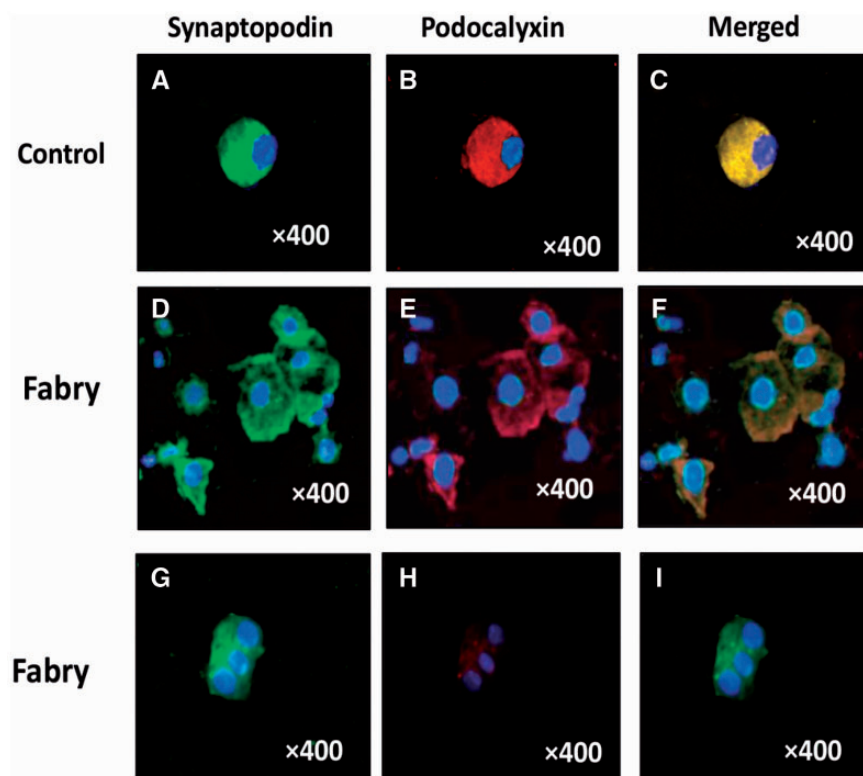 Synaptopodin Podocalyxin Merged
A B C
Control
×400 ×400 ×400
D E F
Fabry
×400 ×400 ×400
G H I
Fabry
×400 ×400 ×400